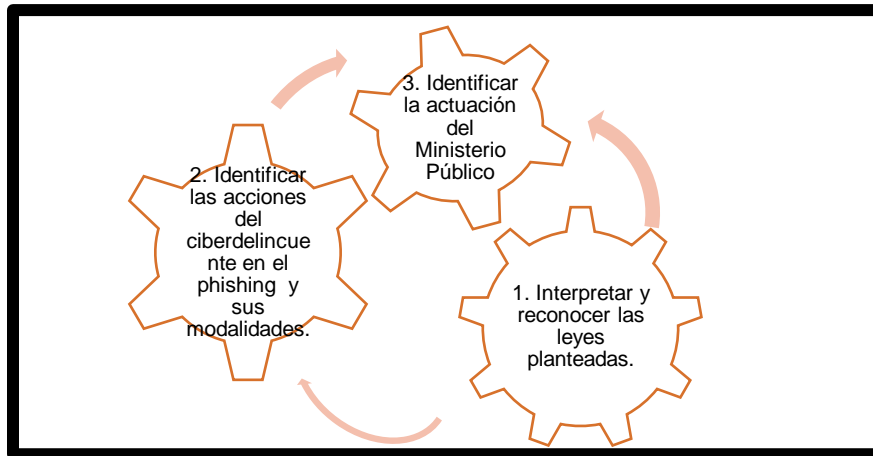 3. Identificar
la actuación
del
Ministerio
Público
2. Identificar
las acciones
del
ciberdelincue
nte en el
phishing y
sus
modalidades.
1. Interpretar y
reconocer las
leyes
planteadas.